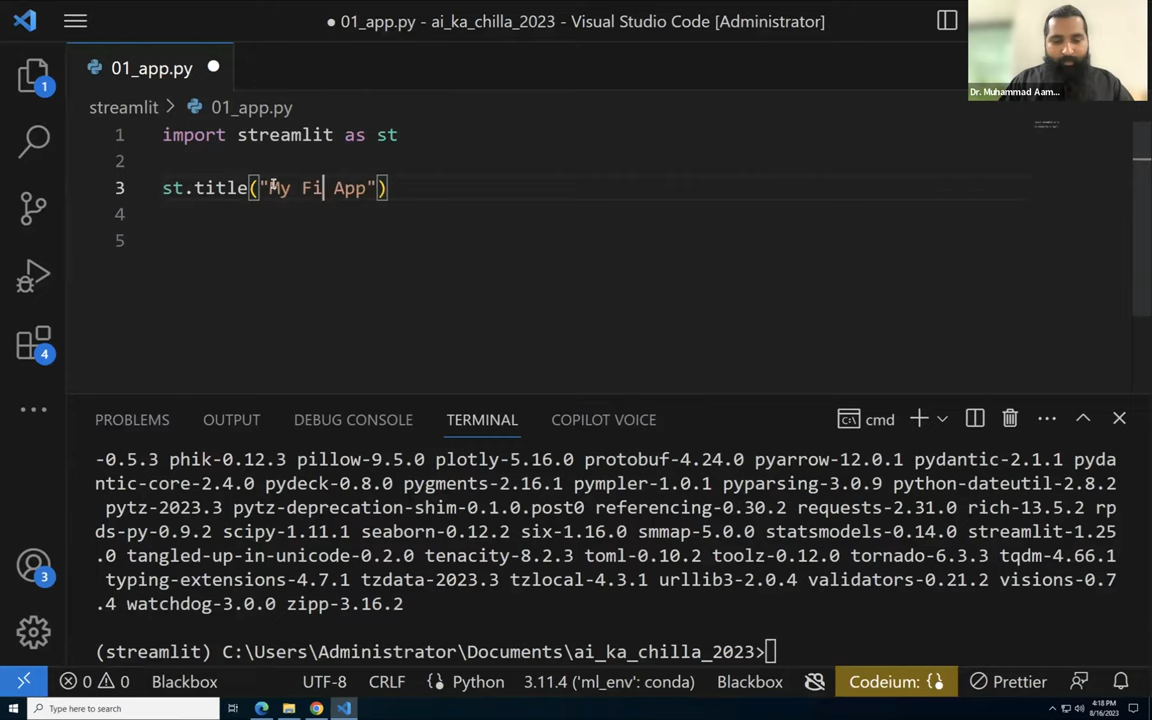 ● 01_app.py - ai_ka_chilla_2023 - Visual Studio Code [Administrator]
Dr. Muhammad Aam...
01_app.py
streamlit > 01_app.py
1 import streamlit as st
2
3 st.title("My Fi App")
4
5
PROBLEMS OUTPUT DEBUG CONSOLE TERMINAL COPILOT VOICE cmd
-0.5.3 phik-0.12.3 pillow-9.5.0 plotly-5.16.0 protobuf-4.24.0 pyarrow-12.0.1 pydantic-2.1.1 pyda
ntic-core-2.4.0 pydeck-0.8.0 pygments-2.16.1 pympler-1.0.1 pyparsing-3.0.9 python-dateutil-2.8.2
pytz-2023.3 pytz-deprecation-shim-0.1.0.post0 referencing-0.30.2 requests-2.31.0 rich-13.5.2 rp
ds-py-0.9.2 scipy-1.11.1 seaborn-0.12.2 six-1.16.0 smmap-5.0.0 statsmodels-0.14.0 streamlit-1.25
.0 tangled-up-in-unicode-0.2.0 tenacity-8.2.3 toml-0.10.2 toolz-0.12.0 tornado-6.3.3 tqdm-4.66.1
typing-extensions-4.7.1 tzdata-2023.3 tzlocal-4.3.1 urllib3-2.0.4 validators-0.21.2 visions-0.7
.4 watchdog-3.0.0 zipp-3.16.2
(streamlit) C:\Users\Administrator\Documents\ai_ka_chilla_2023>
1
4
3
0 0 Blackbox UTF-8 CRLF Python 3.11.4 ('ml_env': conda) Blackbox Codeium: {} Prettier
Type here to search
4:18 PM
8/16/2023